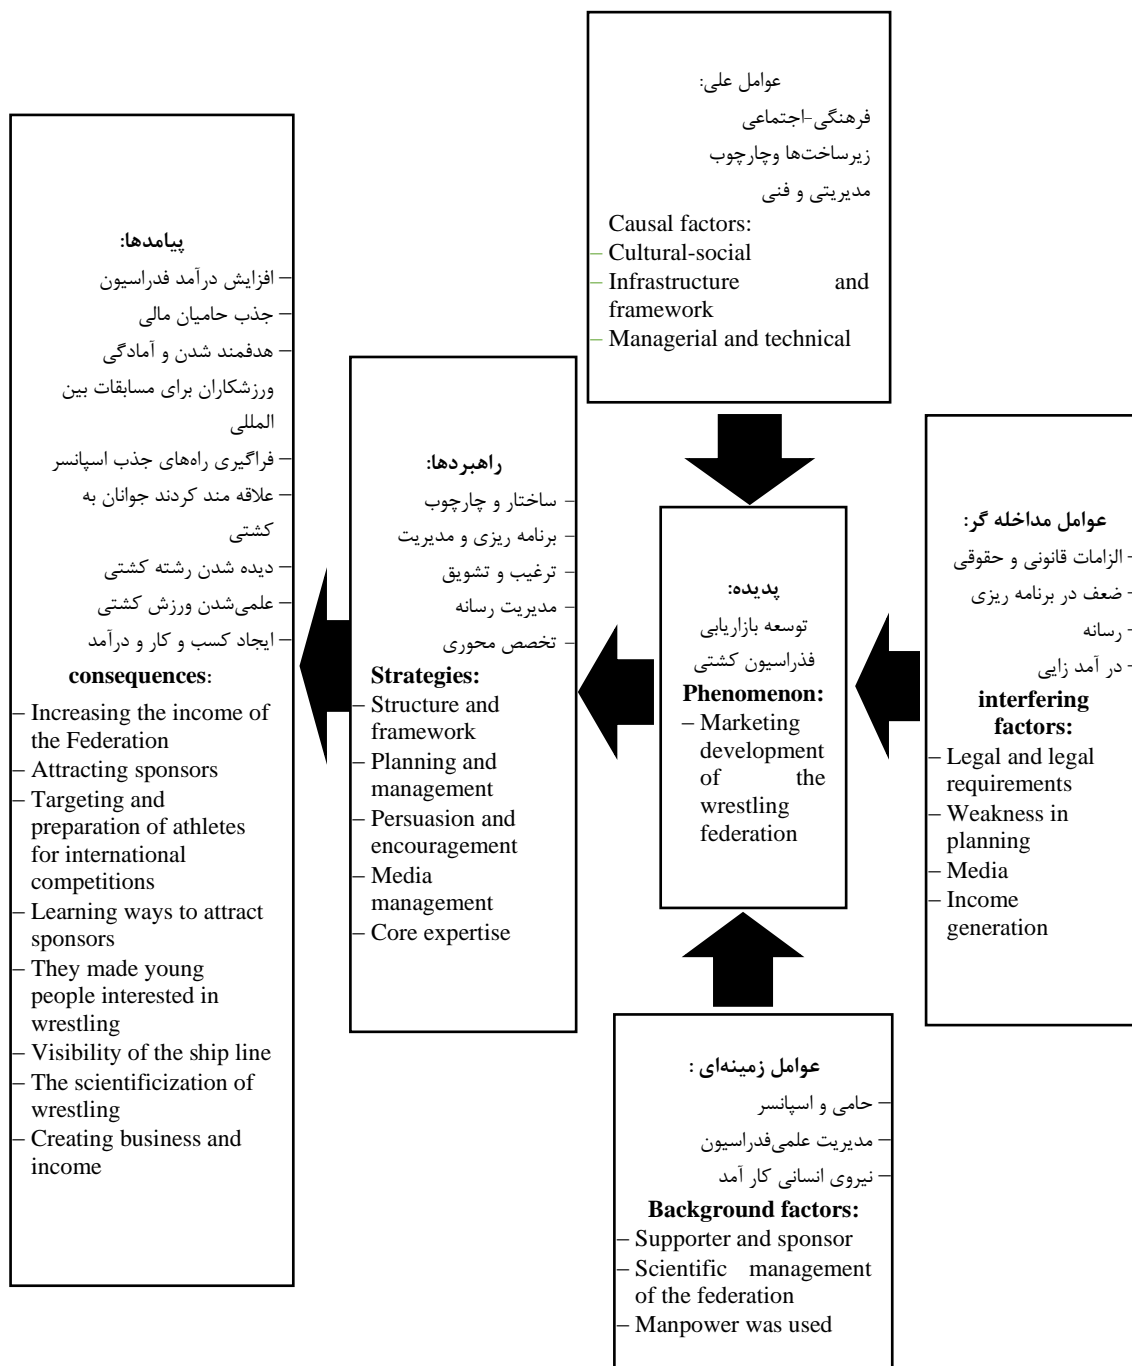 عوامل علی:
فرهنگی-اجتماعی
زیرساخت‌ها وچارچوب
مدیریتی و فنی
Causal factors:
– Cultural-social
– Infrastructure and
framework
– Managerial and technical
پیامدها:
– افزایش درآمد فدراسیون
– جذب حامیان مالی
– هدفمند شدن و آمادگی
ورزشکاران برای مسابقات بین
المللی
– فراگیری راه‌های جذب اسپانسر
– علاقه مند کردند جوانان به
کشتی
– دیده شدن رشته کشتی
– علمی‌شدن ورزش کشتی
– ایجاد کسب و کار و درآمد
consequences:
– Increasing the income of
the Federation
– Attracting sponsors
– Targeting and
preparation of athletes
for international
competitions
– Learning ways to attract
sponsors
– They made young
people interested in
wrestling
– Visibility of the ship line
– The scientificization of
wrestling
– Creating business and
income
راهبردها:
– ساختار و چارچوب
– برنامه ریزی و مدیریت
– ترغیب و تشویق
– مدیریت رسانه
– تخصص محوری
Strategies:
– Structure and
framework
– Planning and
management
– Persuasion and
encouragement
– Media
management
– Core expertise
پدیده:
توسعه بازاریابی
فذراسیون کشتی
Phenomenon:
– Marketing
development
of the
wrestling
federation
عوامل مداخله گر:
– الزامات قانونی و حقوقی
– ضعف در برنامه ریزی
– رسانه
– در آمد زایی
interfering
factors:
– Legal and legal
requirements
– Weakness in
planning
– Media
– Income
generation
عوامل زمینه‌ای :
– حامی و اسپانسر
– مدیریت علمی‌فدراسیون
– نیروی انسانی کار آمد
Background factors:
– Supporter and sponsor
– Scientific management
of the federation
– Manpower was used